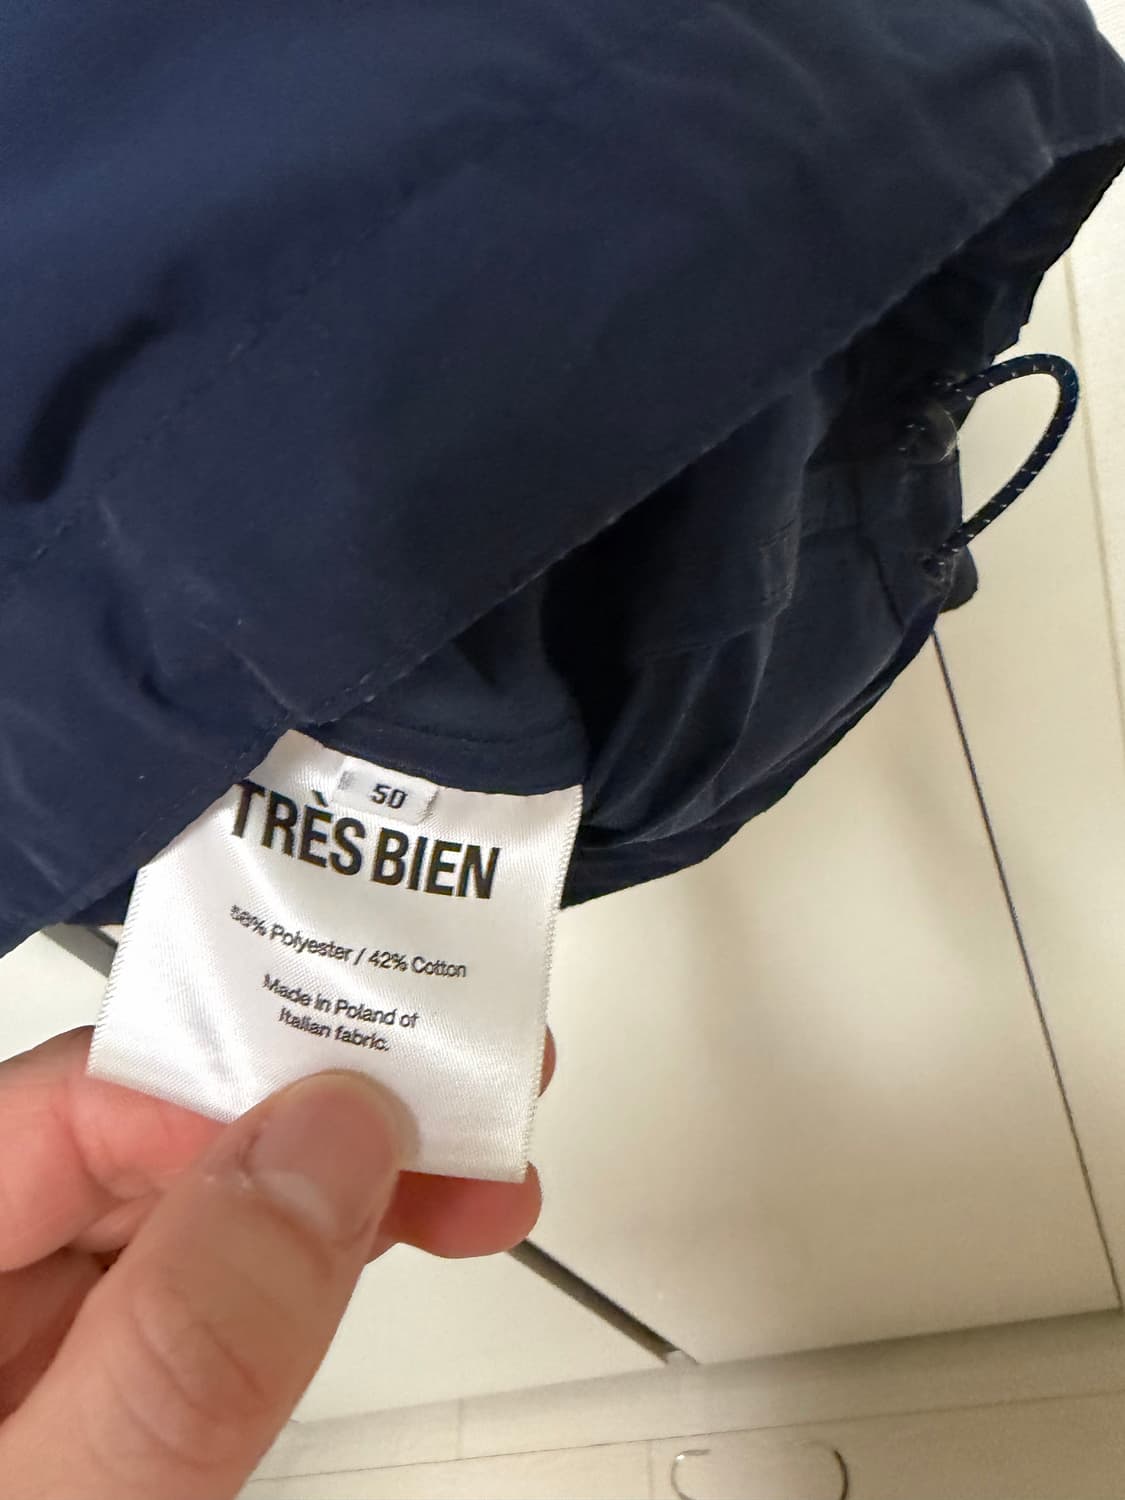 50
TRÈS BIEN
58% Polyester / 42% Cotton
Made in Poland of
Italian fabric.